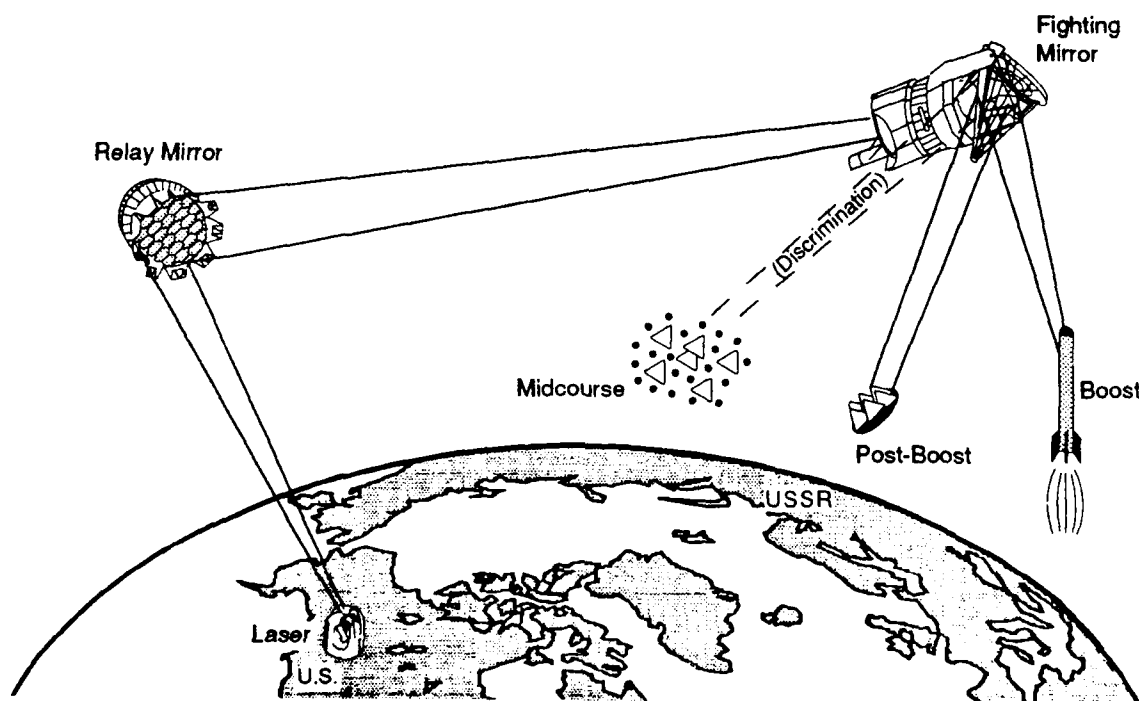 Fighting
Mirror
Relay Mirror
(Discrimination)
Midcourse
Boost
Post-Boost
USSR
Laser
U.S.